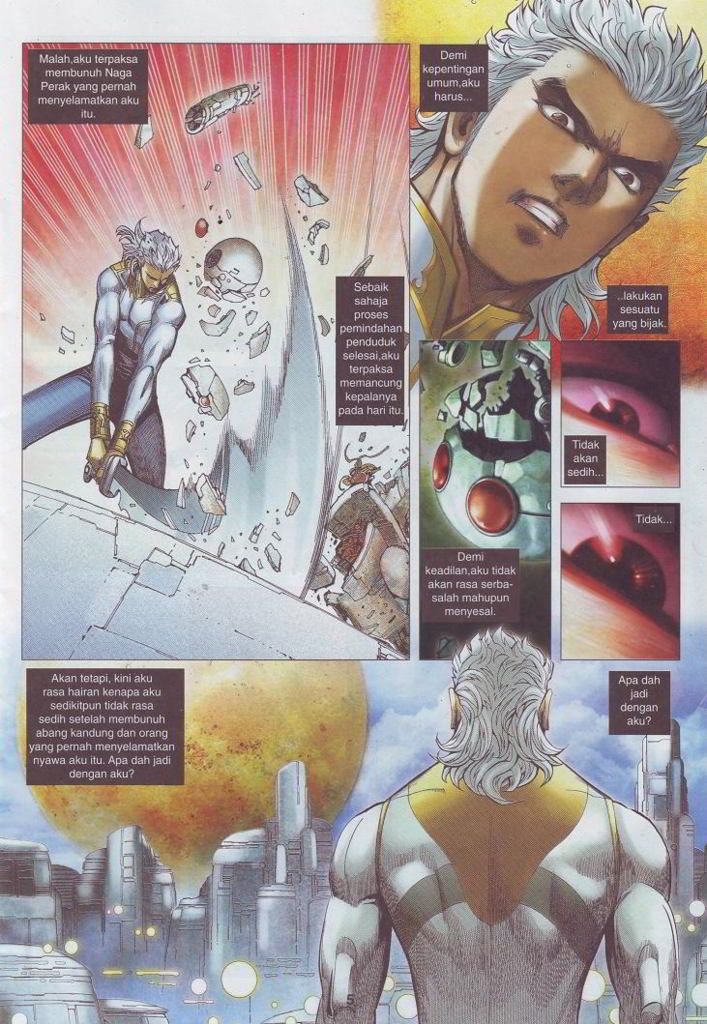 Malah,aku terpaksa
membunuh Naga
Perak yang pernah
menyelamatkan aku
itu.
Sebaik
sahaja
proses
pemindahan
penduduk
selesai,aku
terpaksa
memancung
kepalanya
pada hari itu.
Demi
kepentingan
umum,aku
harus...
..lakukan
sesuatu
yang bijak.
Demi
keadilan,aku tidak
akan rasa serba-
salah mahupun
menyesal.
Tidak
akan
sedih...
Tidak...
Akan tetapi, kini aku
rasa hairan kenapa aku
sedikitpun tidak rasa
sedih setelah membunuh
abang kandung dan orang
yang pernah menyelamatkan
nyawa aku itu. Apa dah jadi
dengan aku?
Apa dah
jadi
dengan
aku?
5